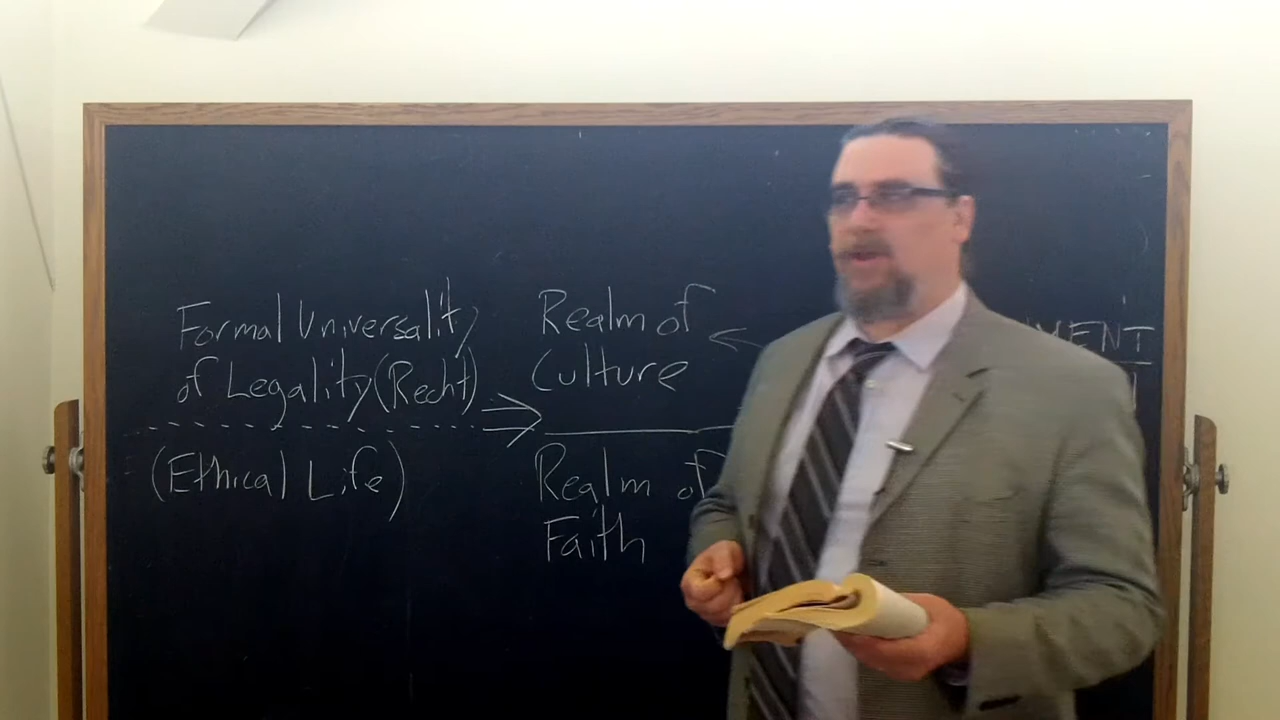 Formal Universality
of Legality (Recht)
(Ethical Life)
Realm of
Culture
Realm of
Faith
MENT